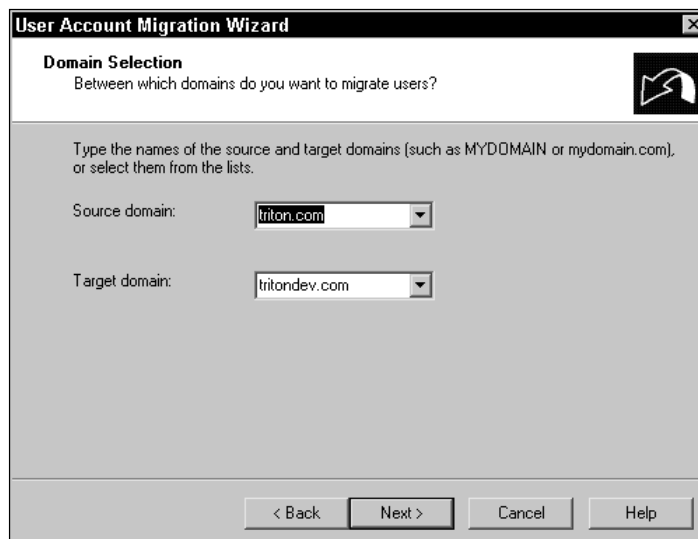 User Account Migration Wizard
Domain Selection
Between which domains do you want to migrate users?
Type the names of the source and target domains (such as MYDOMAIN or mydomain.com),
or select them from the lists.
Source domain: triton.com
Target domain: tritondev.com
< Back Next > Cancel Help